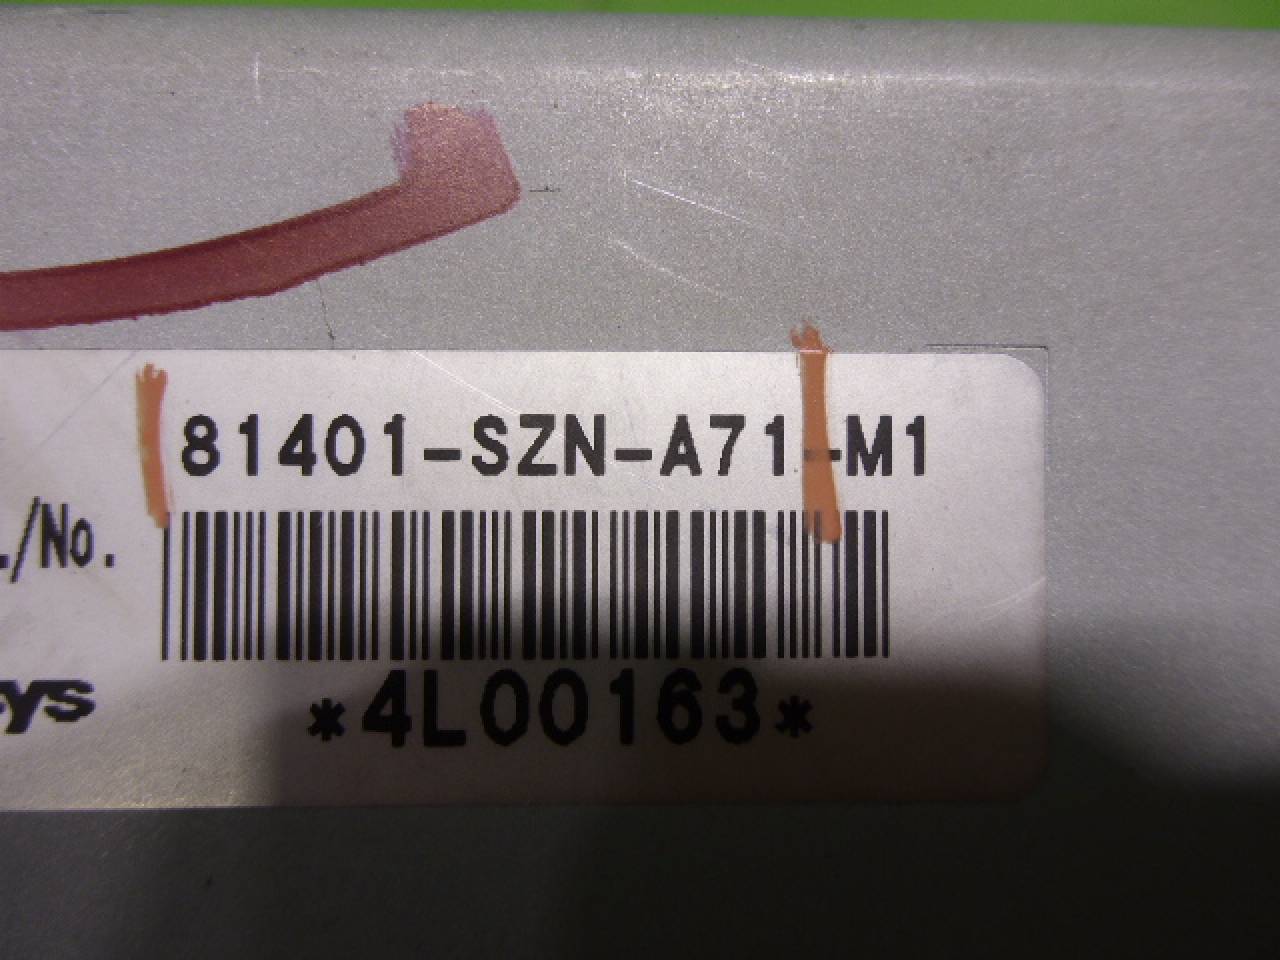 81401-SZN-A71-M1
./No.
*4L00163*
ys